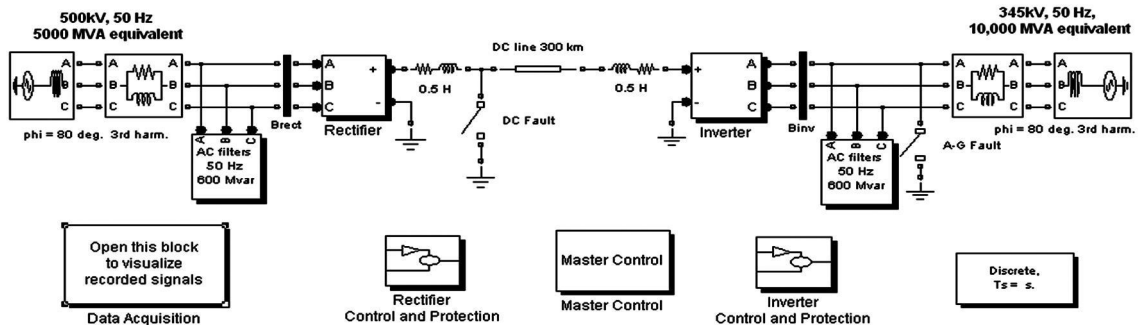 500kV, 50 Hz
5000 MVA equivalent
345kV, 50 Hz,
10,000 MVA equivalent
DC line 300 km
A A A A + + A A A A
B B B B B B B B
C C C C - - C C C C
0.5 H
0.5 H
phi = 80 deg. 3rd harm.
Brect
Rectifier
DC Fault
Inverter
Binv
A-G Fault
phi = 80 deg. 3rd harm.
A B C
AC filters
50 Hz
600 Mvar
A B C
AC filters
50 Hz
600 Mvar
Open this block
to visualize
recorded signals
Data Acquisition
Rectifier
Control and Protection
Master Control
Master Control
Inverter
Control and Protection
Discrete,
Ts = s.